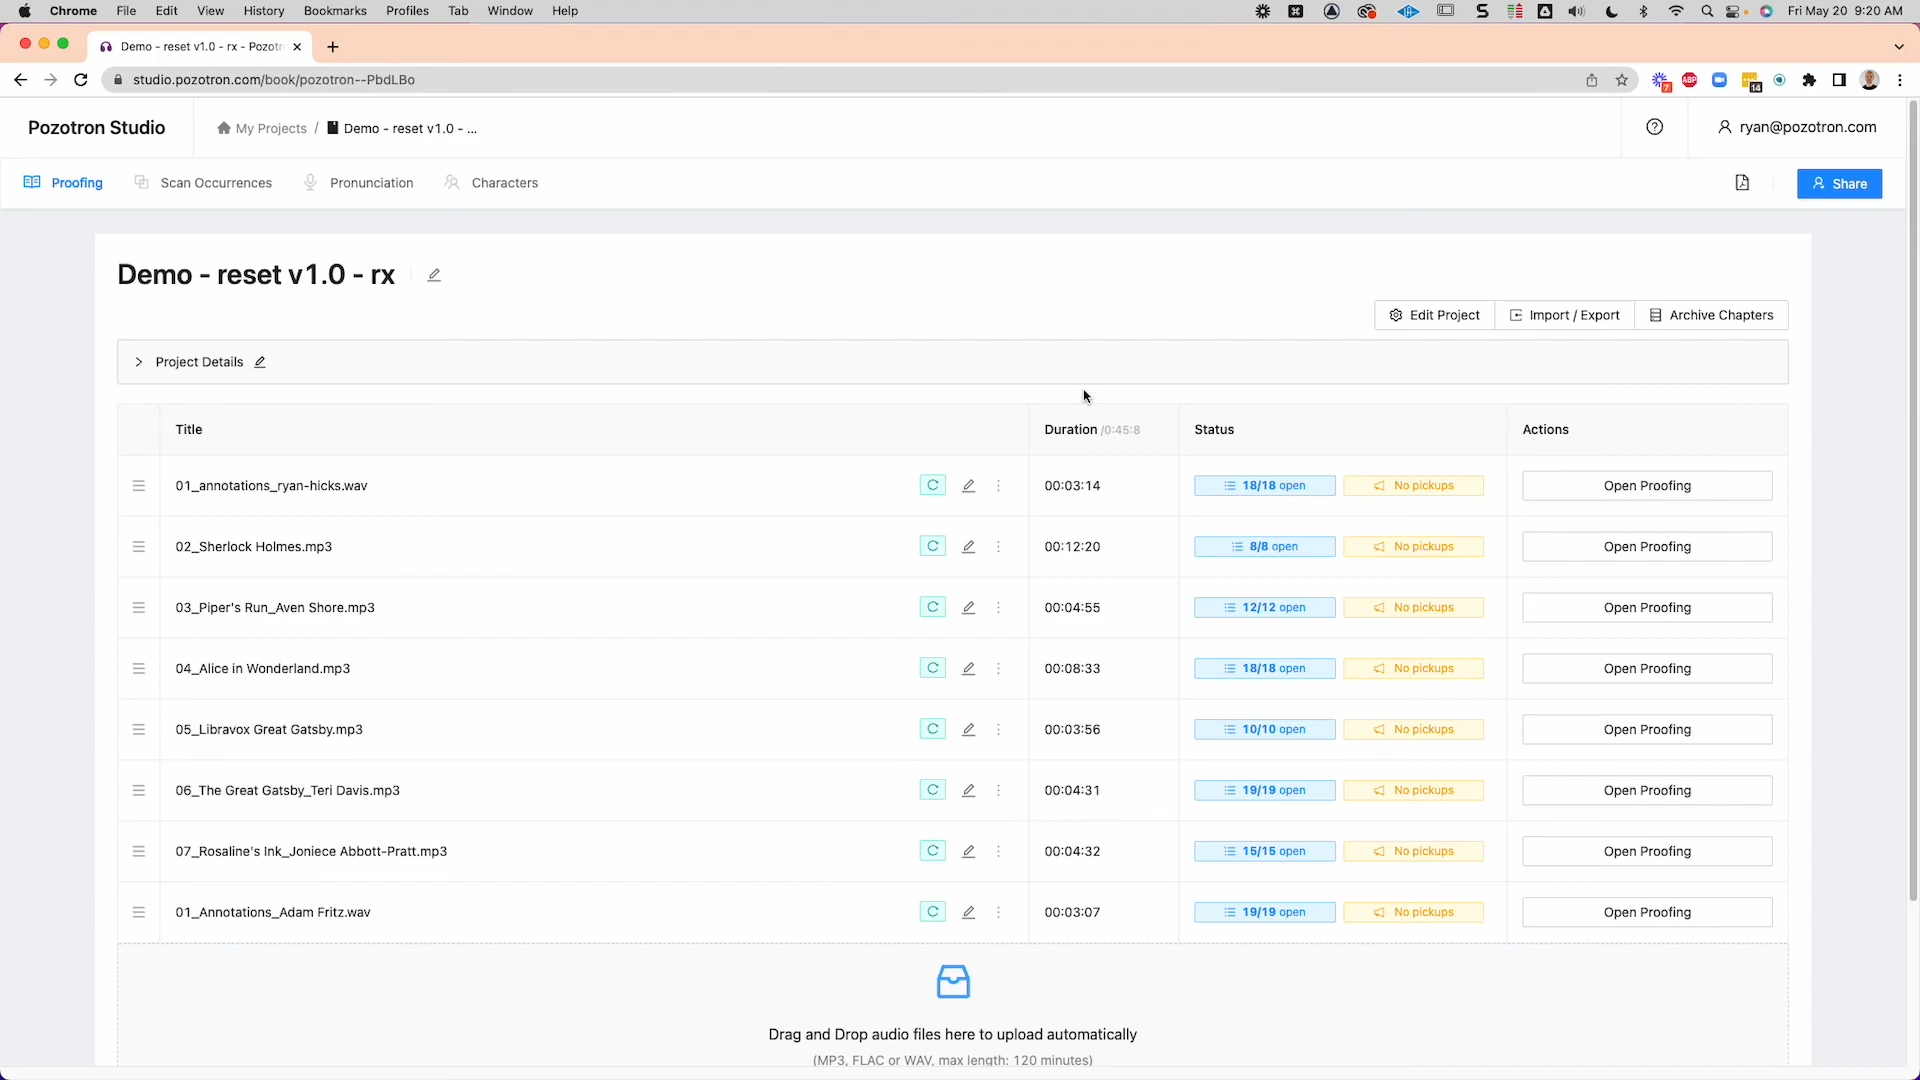 Chrome File Edit View History Bookmarks Profiles Tab Window Help Fri May 20 9:20 AM
Demo - reset v1.0 - rx - Pozotr
studio.pozotron.com/book/pozotron--PbdLBo
7 ABP 14
Pozotron Studio My Projects / Demo - reset v1.0 - ... ryan@pozotron.com
Proofing Scan Occurrences Pronunciation Characters Share
Demo - reset v1.0 - rx
Edit Project Import / Export Archive Chapters
Project Details
Title Duration /0:45:8 Status Actions
01_annotations_ryan-hicks.wav 00:03:14 18/18 open No pickups Open Proofing
02_Sherlock Holmes.mp3 00:12:20 8/8 open No pickups Open Proofing
03_Piper's Run_Aven Shore.mp3 00:04:55 12/12 open No pickups Open Proofing
04_Alice in Wonderland.mp3 00:08:33 18/18 open No pickups Open Proofing
05_Libravox Great Gatsby.mp3 00:03:56 10/10 open No pickups Open Proofing
06_The Great Gatsby_Teri Davis.mp3 00:04:31 19/19 open No pickups Open Proofing
07_Rosaline's Ink_Joniece Abbott-Pratt.mp3 00:04:32 15/15 open No pickups Open Proofing
01_Annotations_Adam Fritz.wav 00:03:07 19/19 open No pickups Open Proofing
Drag and Drop audio files here to upload automatically
(MP3, FLAC or WAV, max length: 120 minutes)